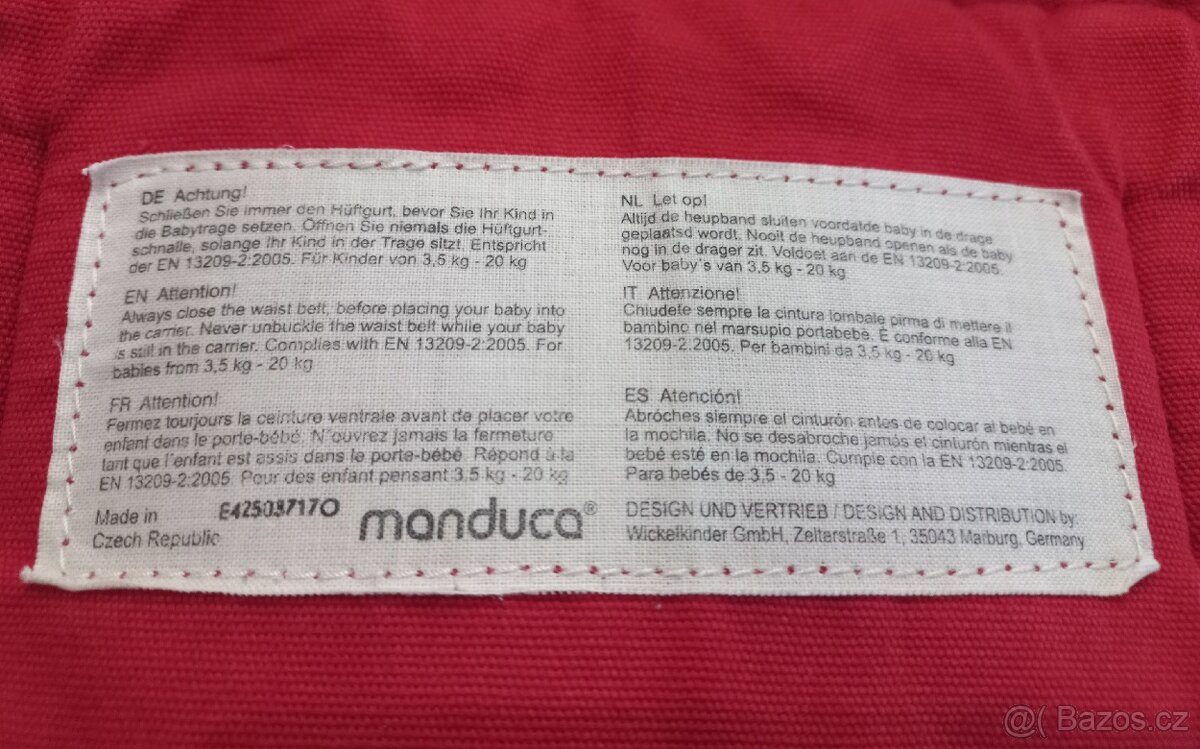 DE Achtung!
Schließen Sie immer den Hüftgurt, bevor Sie Ihr Kind in
die Babytrage setzen. Öffnen Sie niemals die Hüftgurt-
schnalle, solange Ihr Kind in der Trage sitzt. Entspricht
der EN 13209-2:2005. Für Kinder von 3,5 kg - 20 kg
EN Attention!
Always close the waist belt, before placing your baby into
the carrier. Never unbuckle the waist belt while your baby
is still in the carrier. Complies with EN 13209-2:2005. For
babies from 3,5 kg - 20 kg
FR Attention!
Fermez tourjours la ceinture ventrale avant de placer votre
enfant dans le porte-bébé. N'ouvrez jamais la fermeture
tant que l'enfant est assis dans le porte-bébé. Répond à la
EN 13209-2:2005. Pour des enfant pensant 3,5 kg - 20 kg
Made in
Czech Republic
E42503717O
manduca®
NL Let op!
Altijd de heupband sluiten voordatde baby in de drage
geplaatsd wordt. Nooit de heupband openen als de baby
nog in de drager zit. Voldoet aan de EN 13209-2:2005.
Voor baby's van 3,5 kg - 20 kg
IT Attenzione!
Chiudete sempre la cintura lombale pirma di mettere il
bambino nel marsupio portabebè. È conforme alla EN
13209-2:2005. Per bambini da 3,5 kg - 20 kg
ES Atención!
Abróches siempre el cinturón antes de colocar al bebé en
la mochila. No se desabroche jamás el cinturón mientras el
bebé esté en la mochila. Cumple con la EN 13209-2:2005.
Para bebés de 3,5 - 20 kg
DESIGN UND VERTRIEB / DESIGN AND DISTRIBUTION by:
Wickelkinder GmbH, Zeiterstraße 1, 35043 Marburg, Germany
@( Bazos.cz